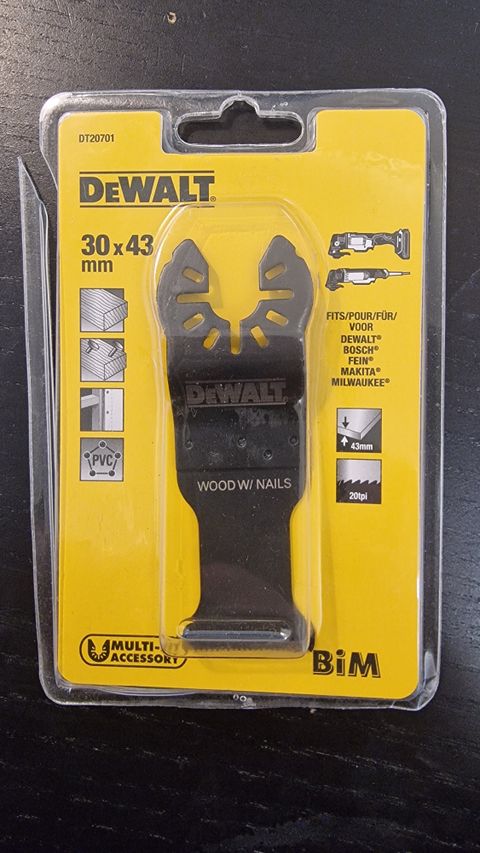 DT20701
DEWALT®
30 x 43
mm
FITS/POUR/FÜR/
VOOR
DEWALT®
BOSCH®
FEIN®
MAKITA®
MILWAUKEE®
DEWALT
43mm
PVC
WOOD W/ NAILS
20tpi
MULTI-
ACCESSORY
BiM